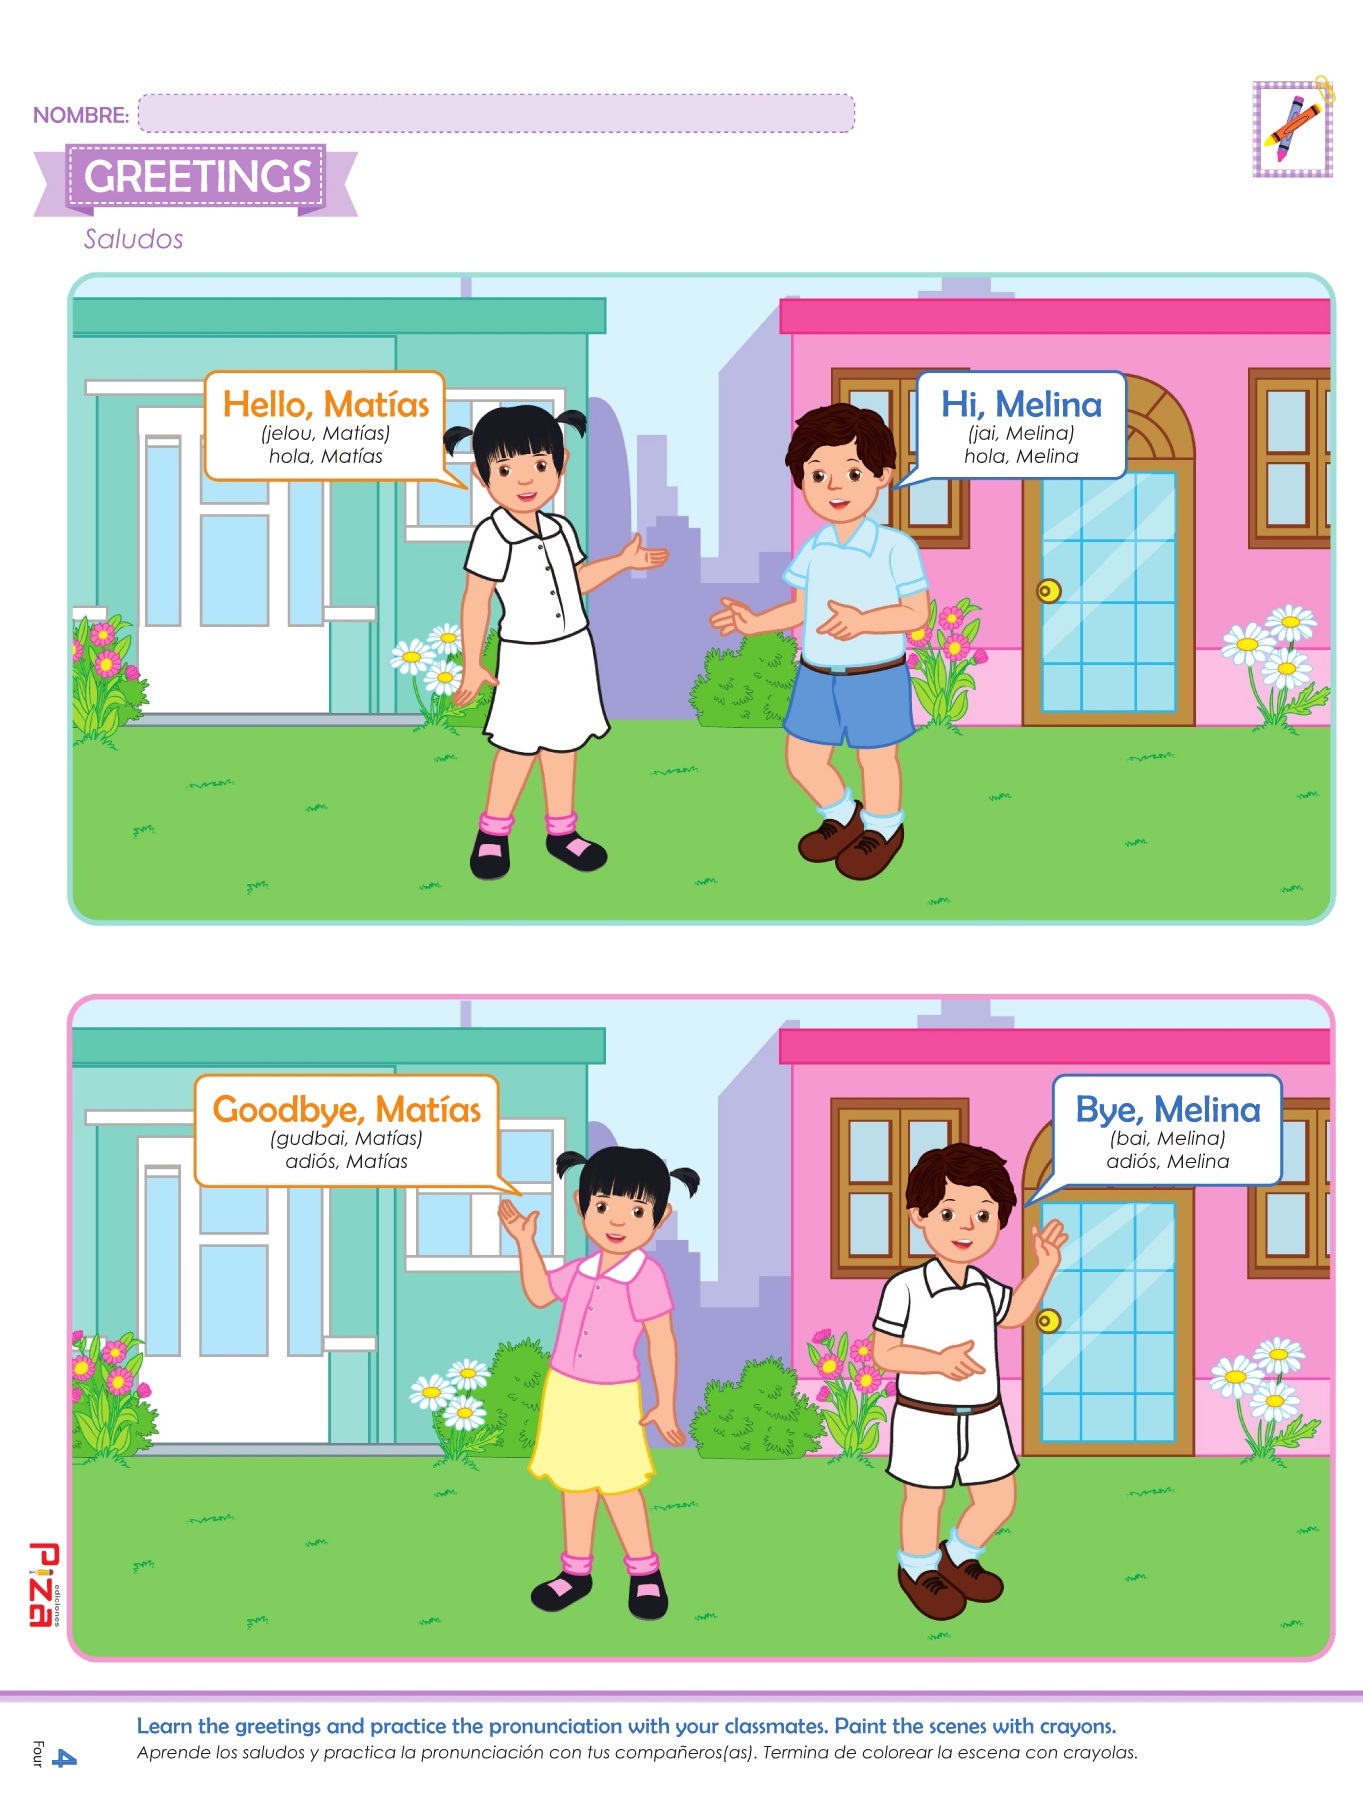 NOMBRE:
GREETINGS
Saludos
Hello, Matías
(jelou, Matías)
hola, Matías
Hi, Melina
(jai, Melina)
hola, Melina
Goodbye, Matías
(gudbai, Matías)
adiós, Matías
Bye, Melina
(bai, Melina)
adiós, Melina
Piza
ediciones
Learn the greetings and practice the pronunciation with your classmates. Paint the scenes with crayons.
Aprende los saludos y practica la pronunciación con tus compañeros(as). Termina de colorear la escena con crayolas.
4
Four